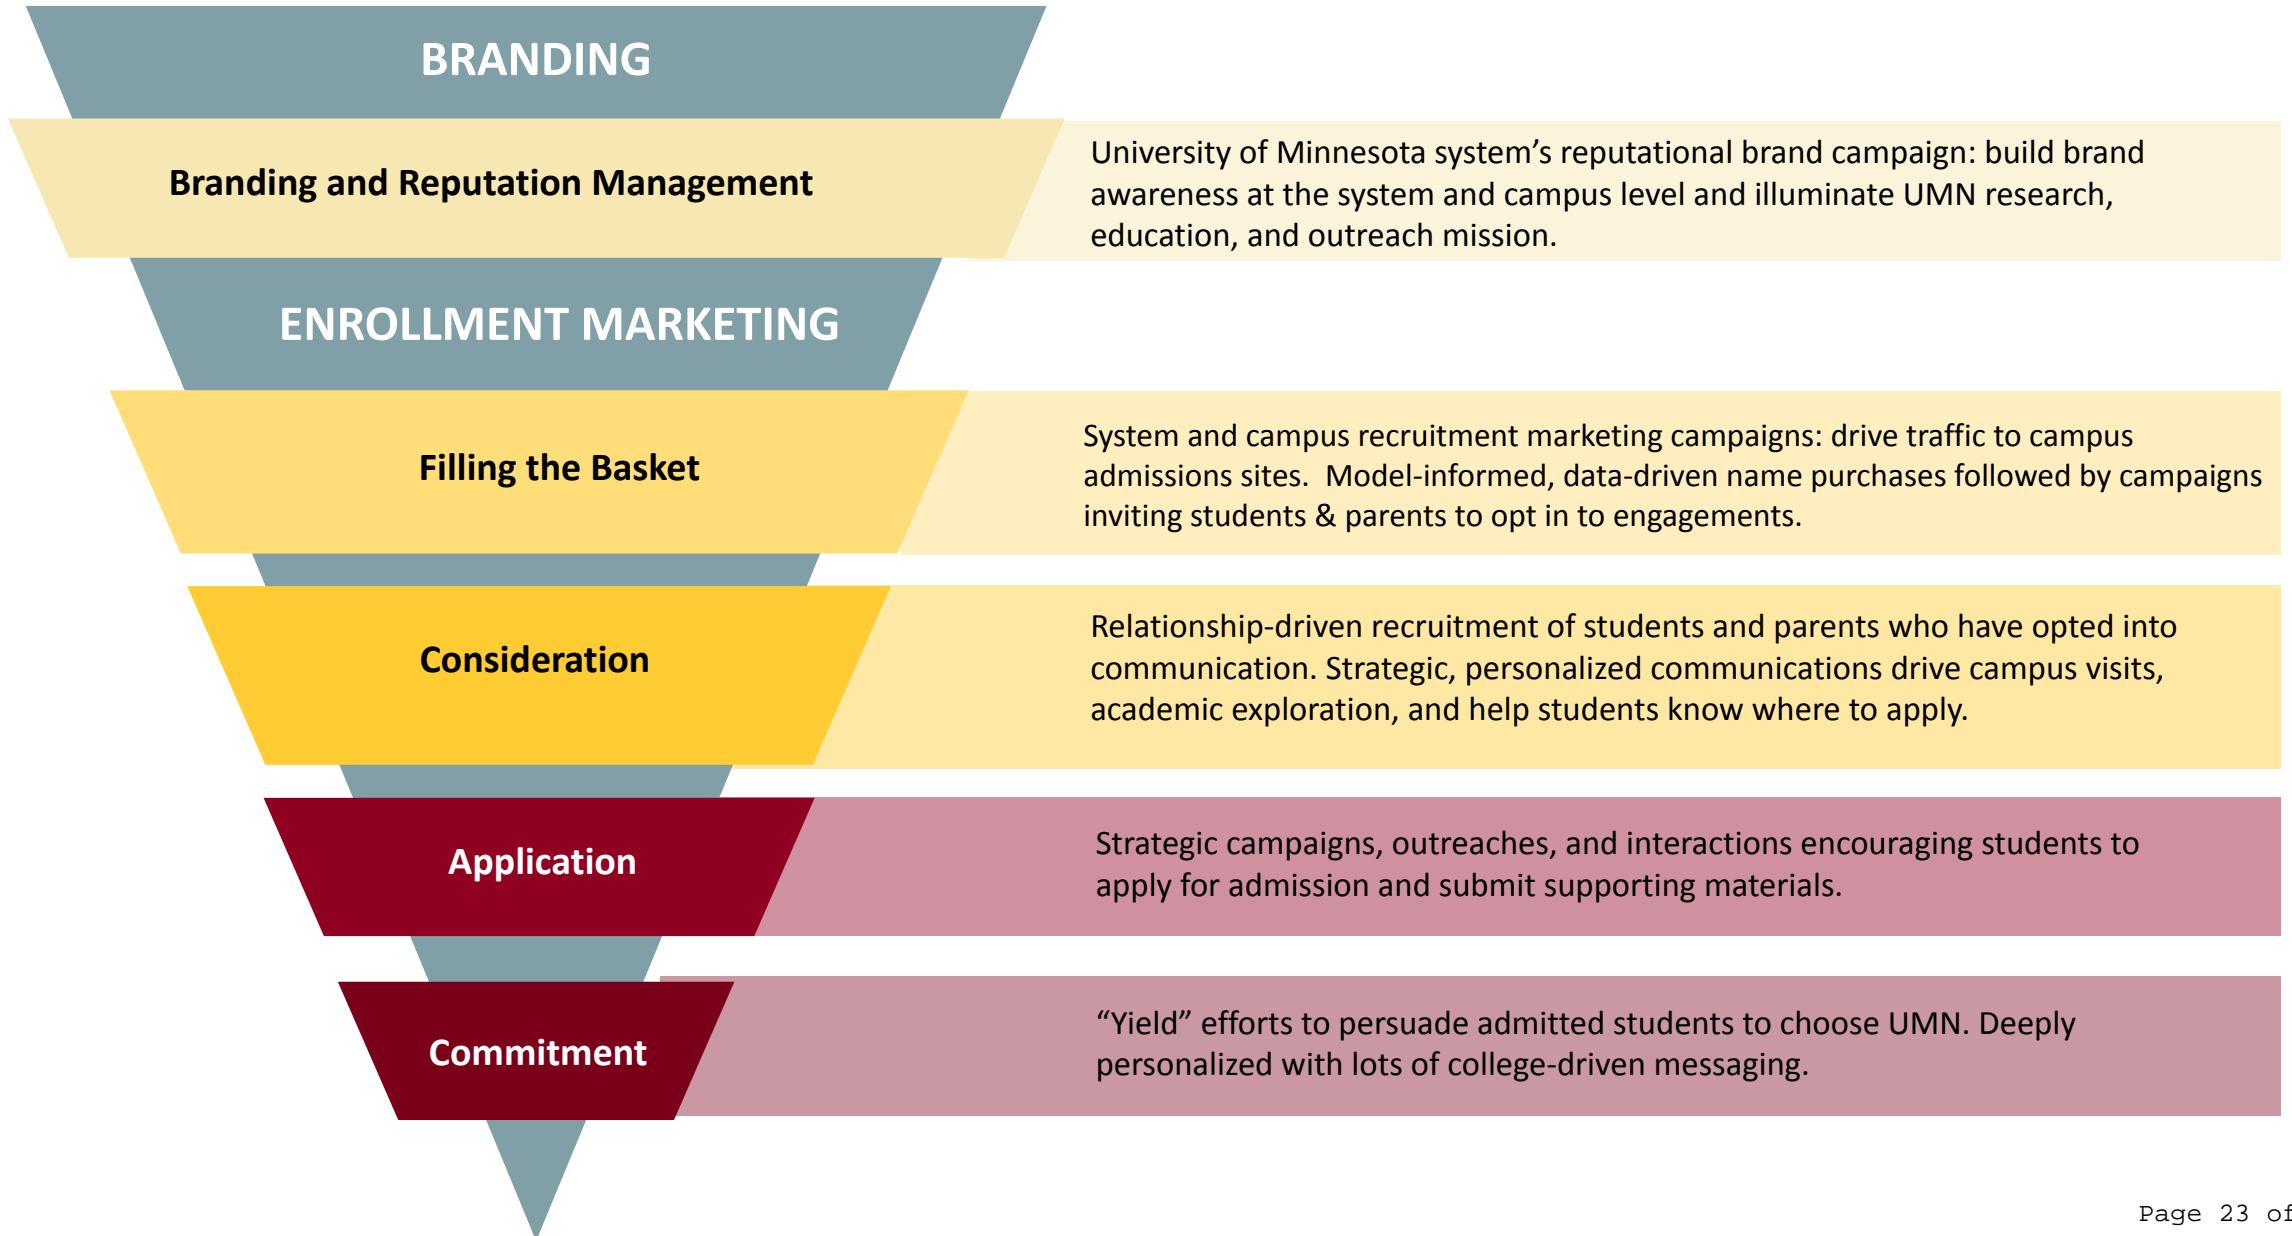 BRANDING
Branding and Reputation Management
University of Minnesota system’s reputational brand campaign: build brand
awareness at the system and campus level and illuminate UMN research,
education, and outreach mission.
ENROLLMENT MARKETING
Filling the Basket
System and campus recruitment marketing campaigns: drive traffic to campus
admissions sites.  Model-informed, data-driven name purchases followed by campaigns
inviting students & parents to opt in to engagements.
Consideration
Relationship-driven recruitment of students and parents who have opted into
communication. Strategic, personalized communications drive campus visits,
academic exploration, and help students know where to apply.
Application
Strategic campaigns, outreaches, and interactions encouraging students to
apply for admission and submit supporting materials.
Commitment
“Yield” efforts to persuade admitted students to choose UMN. Deeply
personalized with lots of college-driven messaging.
Page 23 of